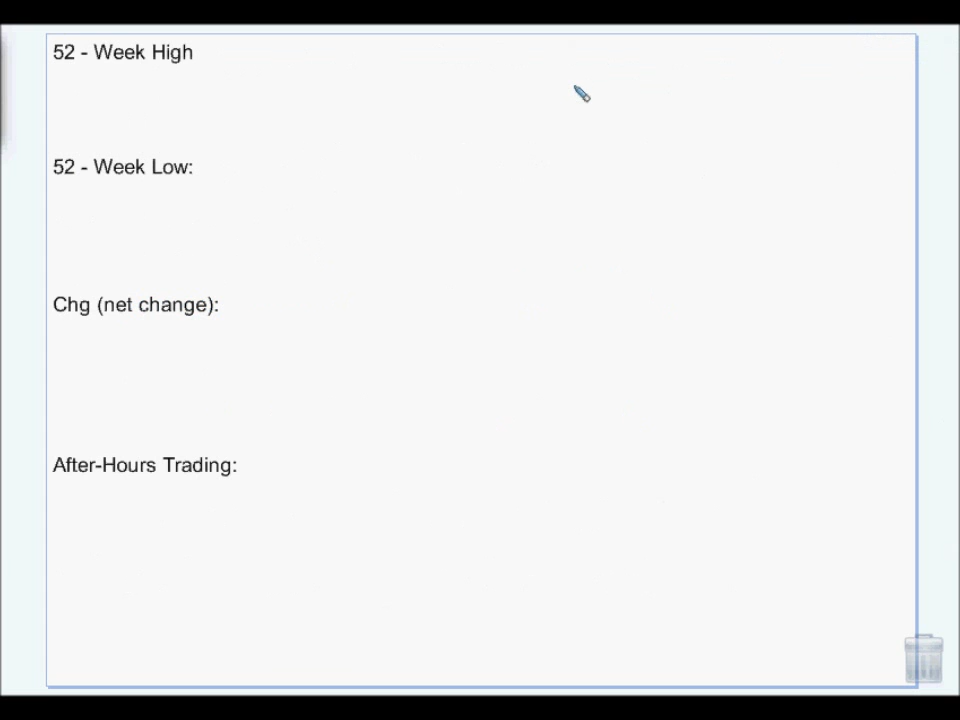 52 - Week High
52 - Week Low:
Chg (net change):
After-Hours Trading: